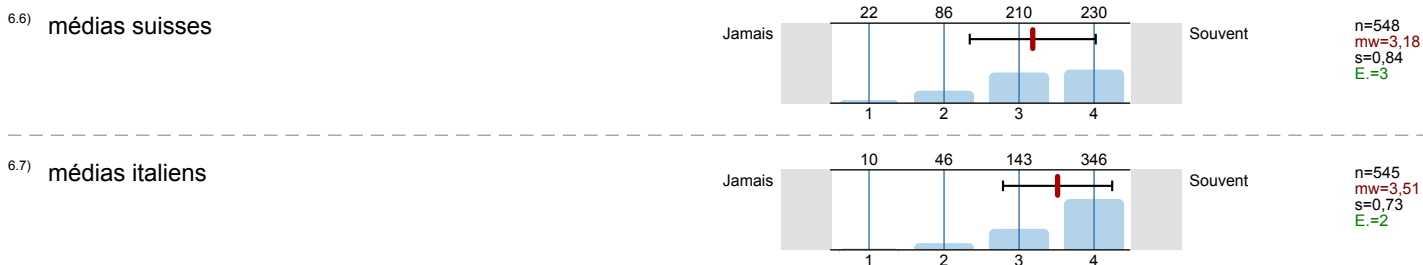 6.6) médias suisses
22 86 210 230
Jamais
Souvent
1 2 3 4
n=548
mw=3,18
s=0,84
E.=3
6.7) médias italiens
10 46 143 346
Jamais
Souvent
1 2 3 4
n=545
mw=3,51
s=0,73
E.=2